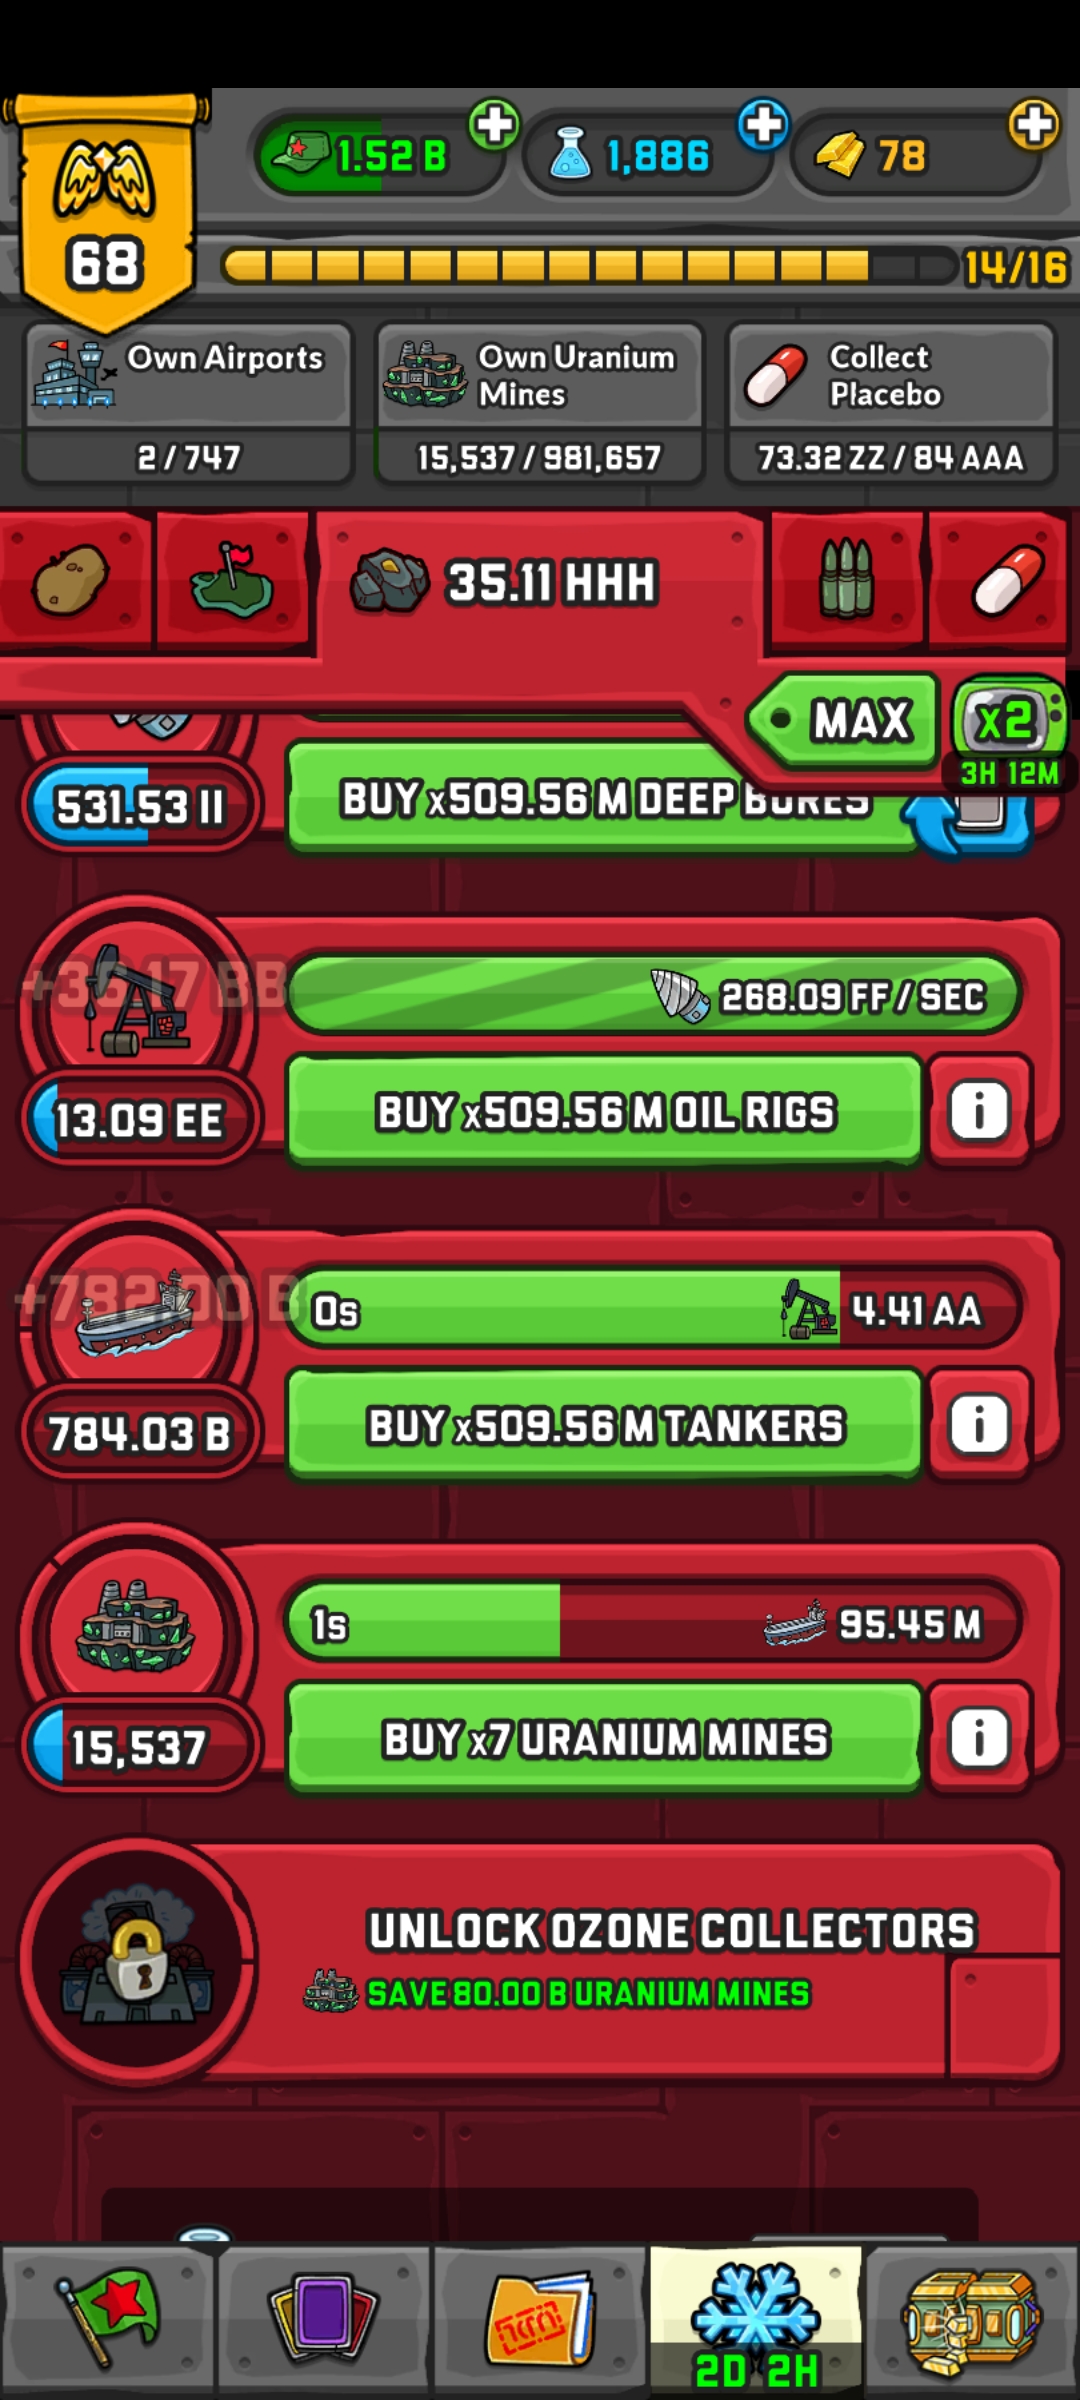 1.52 B
1,886
78
68
14/16
Own Airports
2 / 747
Own Uranium
Mines
15,537 / 981,657
Collect
Placebo
73.32 ZZ / 84 AAA
35.11 HHH
MAX
x2
3H 12M
531.53 II
BUY x509.56 M DEEP BORES
268.09 FF / SEC
13.09 EE
BUY x509.56 M OIL RIGS
+782.00 B
0s
4.41 AA
784.03 B
BUY x509.56 M TANKERS
1s
95.45 M
15,537
BUY x7 URANIUM MINES
UNLOCK OZONE COLLECTORS
SAVE 80.00 B URANIUM MINES
2D 2H